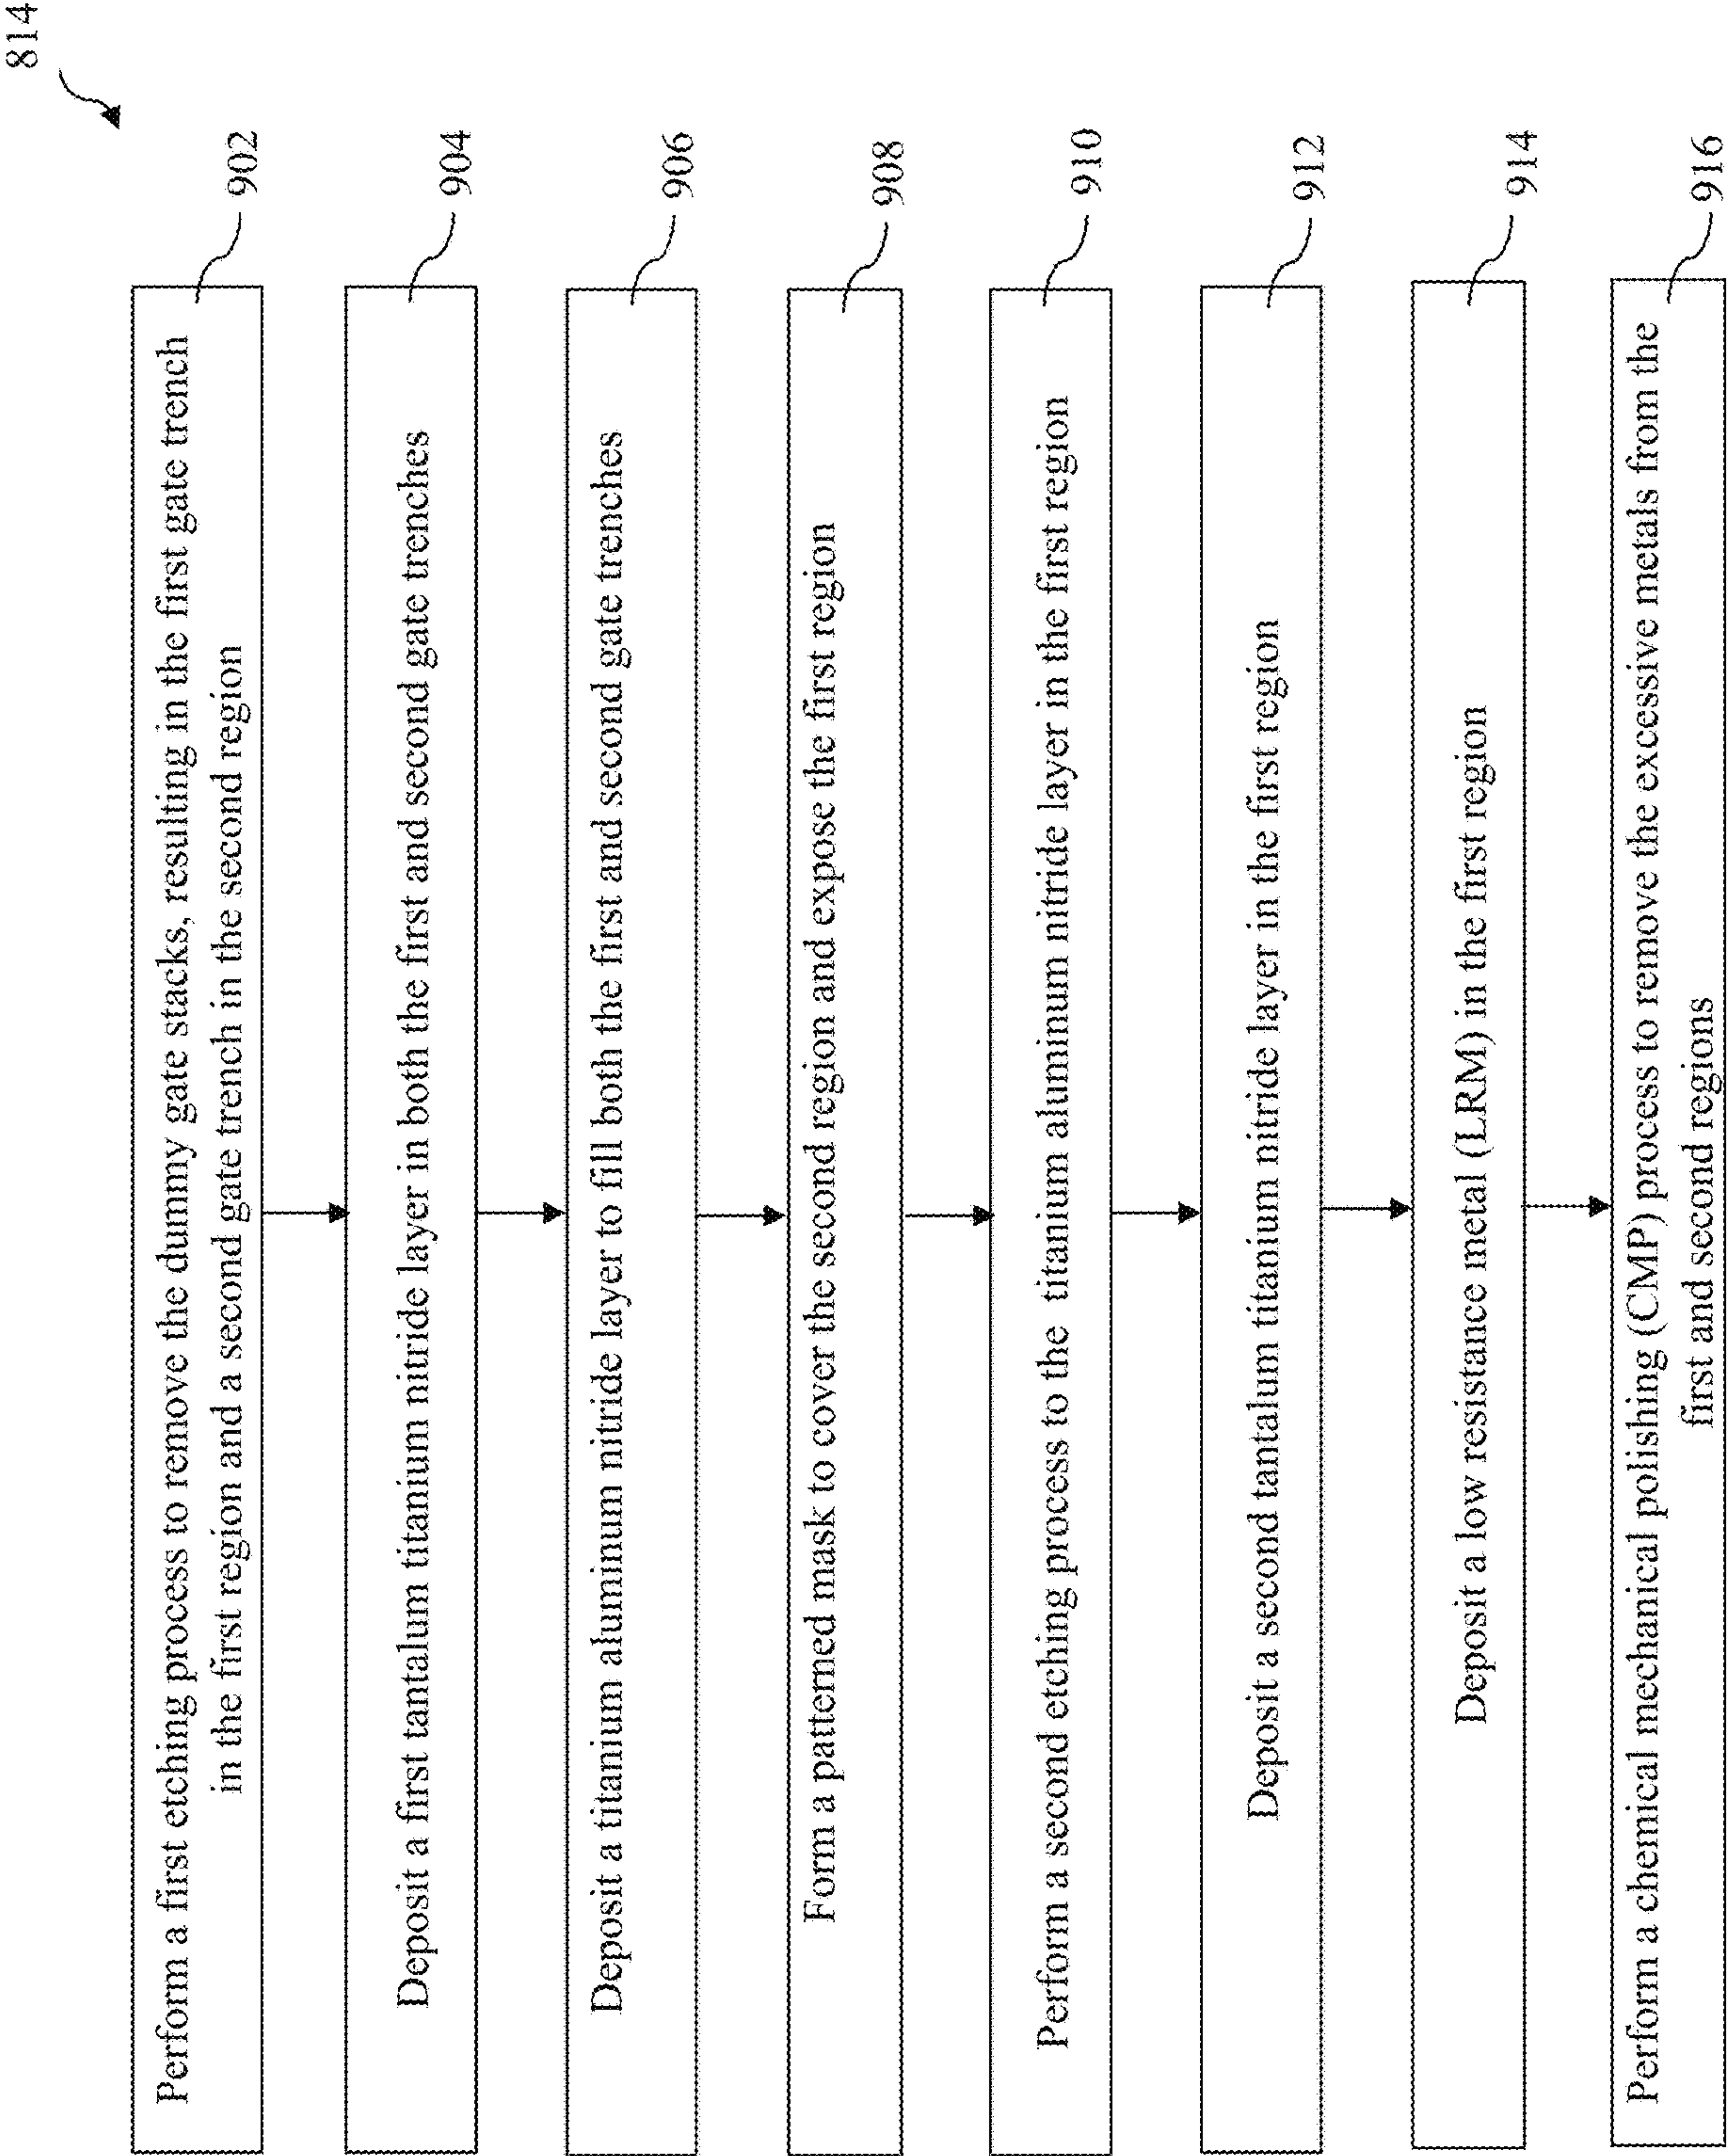 814
Perform a first etching process to remove the dummy gate stacks, resulting in the first gate trench
in the first region and a second gate trench in the second region
902
Deposit a first tantalum titanium nitride layer in both the first and second gate trenches
904
Deposit a titanium aluminum nitride layer to fill both the first and second gate trenches
906
Form a patterned mask to cover the second region and expose the first region
908
Perform a second etching process to the titanium aluminum nitride layer in the first region
910
Deposit a second tantalum titanium nitride layer in the first region
912
Deposit a low resistance metal (LRM) in the first region
914
Perform a chemical mechanical polishing (CMP) process to remove the excessive metals from the
first and second regions
916